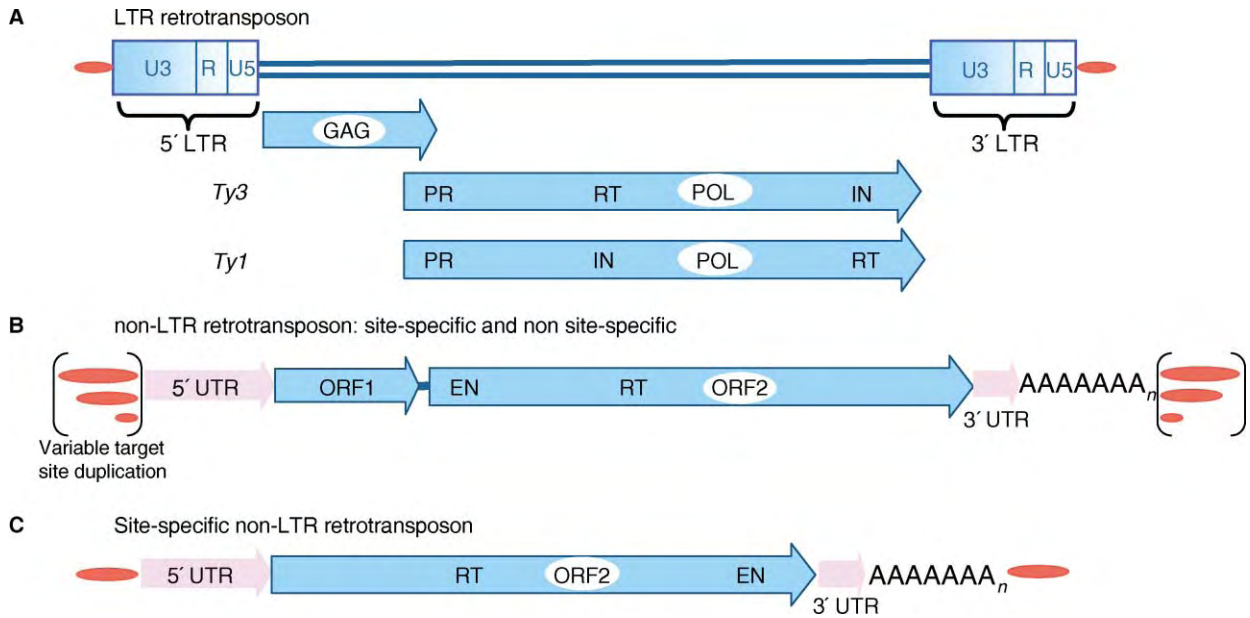 A LTR retrotransposon
U3 R U5 U3 R U5
5´ LTR 3´ LTR
GAG
Ty3 PR RT POL IN
Ty1 PR IN POL RT
B non-LTR retrotransposon: site-specific and non site-specific
5´ UTR ORF1 EN RT ORF2 AAAAAAAn
3´ UTR
Variable target
site duplication
C Site-specific non-LTR retrotransposon
5´ UTR RT ORF2 EN AAAAAAAn
3´ UTR